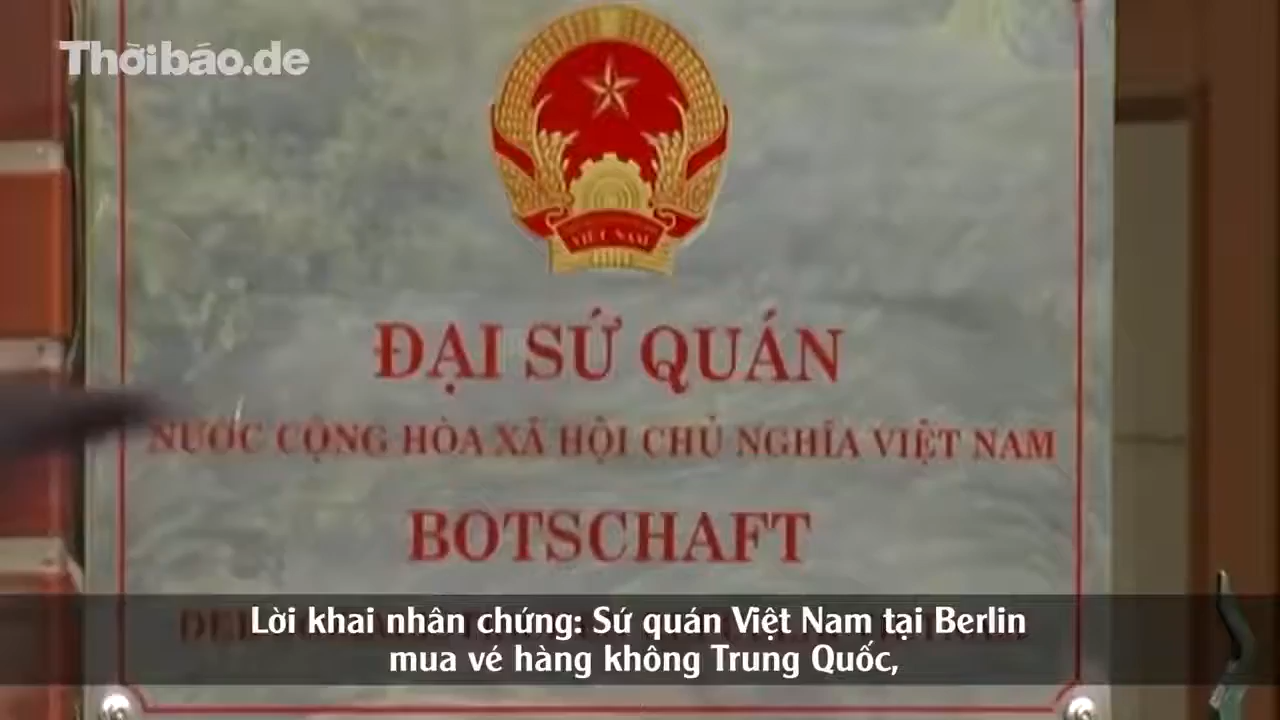 Thờibáo.de
VIỆT NAM
ĐẠI SỨ QUÁN
NƯỚC CỘNG HÒA XÃ HỘI CHỦ NGHĨA VIỆT NAM
BOTSCHAFT
Lời khai nhân chứng: Sứ quán Việt Nam tại Berlin
mua vé hàng không Trung Quốc,